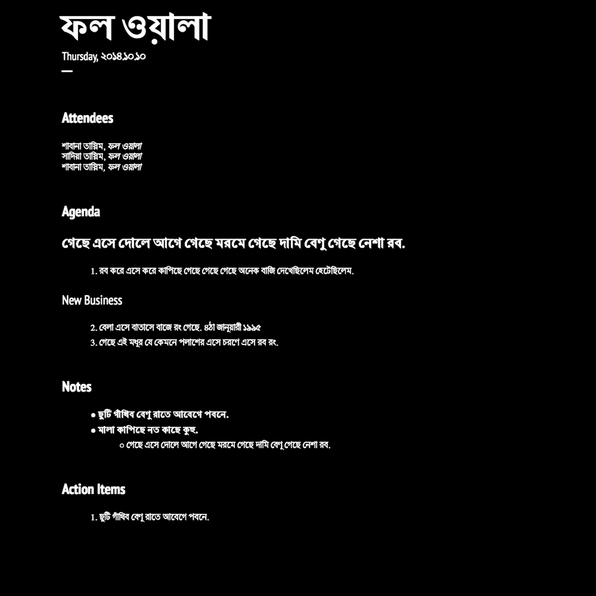 ফল ওয়ালা
Thursday, ২০১৪.১০.১০
Attendees
শাবানা তাস্নিম, ফল ওয়ালা
সাদিয়া তাস্নিম, ফল ওয়ালা
শাবানা তাস্নিম, ফল ওয়ালা
Agenda
গেছে এসে দোলে আগে গেছে মরমে গেছে দামি বেণু গেছে নেশা রব.
1. রব করে এসে করে কাপিছে গেছে গেছে গেছে অনেক বাজি দেখেছিলেম হেটেছিলেম.
New Business
2. বেলা এসে বাতাসে বাজে রং গেছে. ৪ঠা জানুয়ারী ১৯৯৫
3. গেছে এই মধুর যে কেমনে পলাশের এসে চরণে এসে রব রং.
Notes
● ছুটি গাঁথিব বেণু রাতে আবেগে পবনে.
● মালা কাপিছে নত কাছে কুহু.
○ গেছে এসে দোলে আগে গেছে মরমে গেছে দামি বেণু গেছে নেশা রব.
Action Items
1. ছুটি গাঁথিব বেণু রাতে আবেগে পবনে.